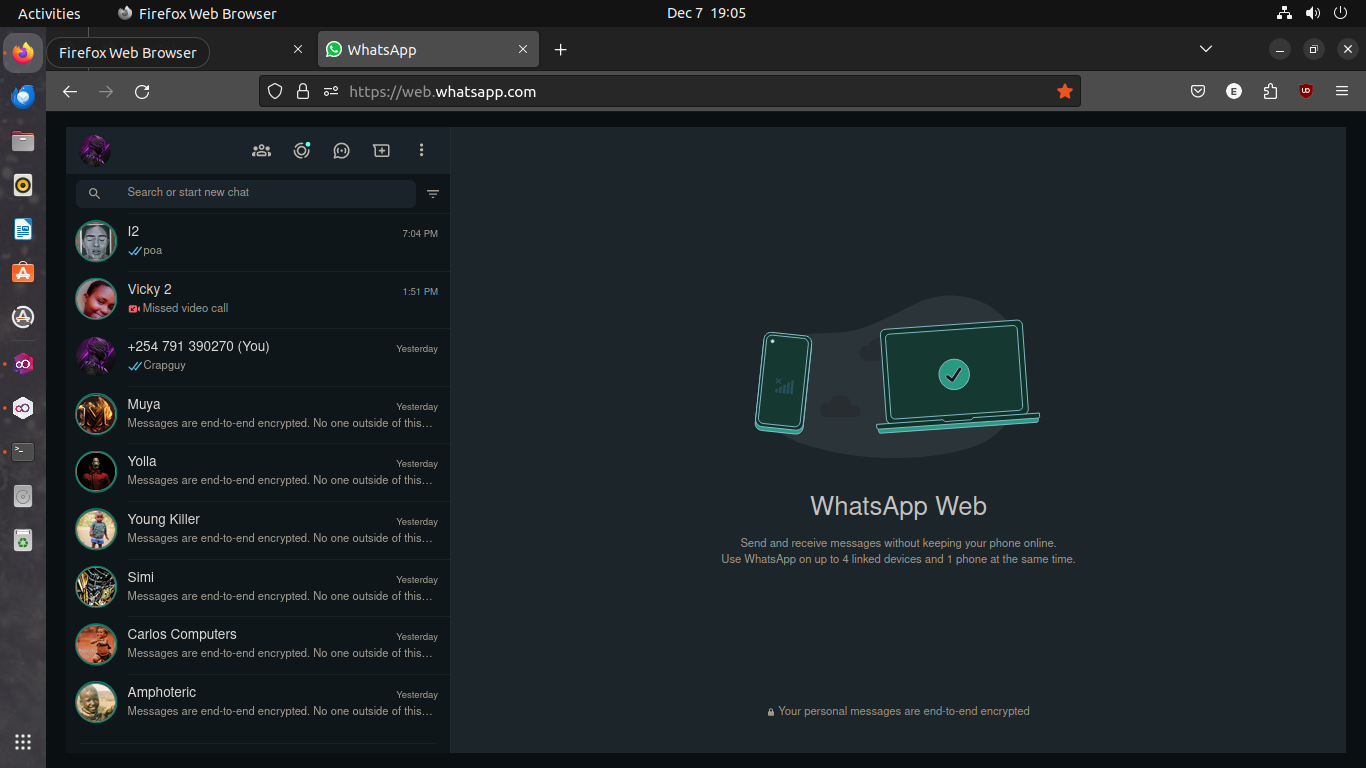 Activities
Firefox Web Browser
Dec 7 19:05
Firefox Web Browser
WhatsApp
https://web.whatsapp.com
E
UD
Search or start new chat
I2
7:04 PM
poa
Vicky 2
1:51 PM
Missed video call
+254 791 390270 (You)
Yesterday
Crapguy
Muya
Yesterday
Messages are end-to-end encrypted. No one outside of this…
Yolla
Yesterday
Messages are end-to-end encrypted. No one outside of this…
Young Killer
Yesterday
Messages are end-to-end encrypted. No one outside of this…
Simi
Yesterday
Messages are end-to-end encrypted. No one outside of this…
Carlos Computers
Yesterday
Messages are end-to-end encrypted. No one outside of this…
Amphoteric
Yesterday
Messages are end-to-end encrypted. No one outside of this…
WhatsApp Web
Send and receive messages without keeping your phone online.
Use WhatsApp on up to 4 linked devices and 1 phone at the same time.
Your personal messages are end-to-end encrypted